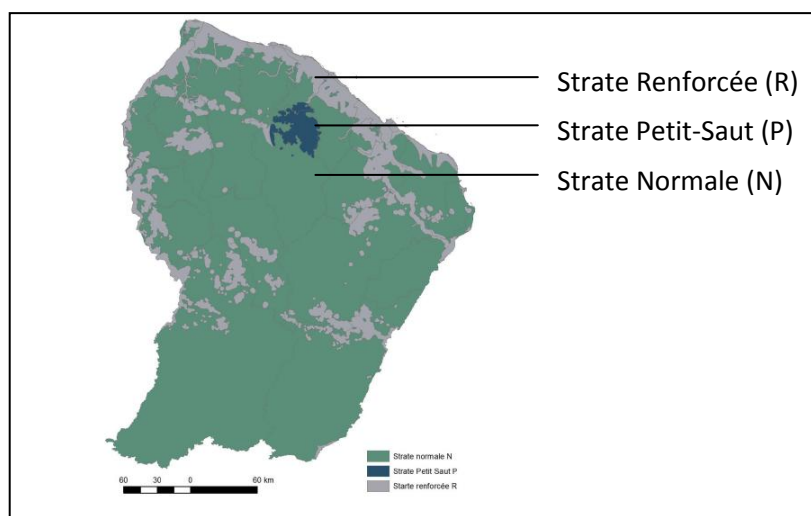 Strate Renforcée (R)
Strate Petit-Saut (P)
Strate Normale (N)
Strate normale N
Strate Petit Saut P
Starte renforcée R
60 30 0 60 km